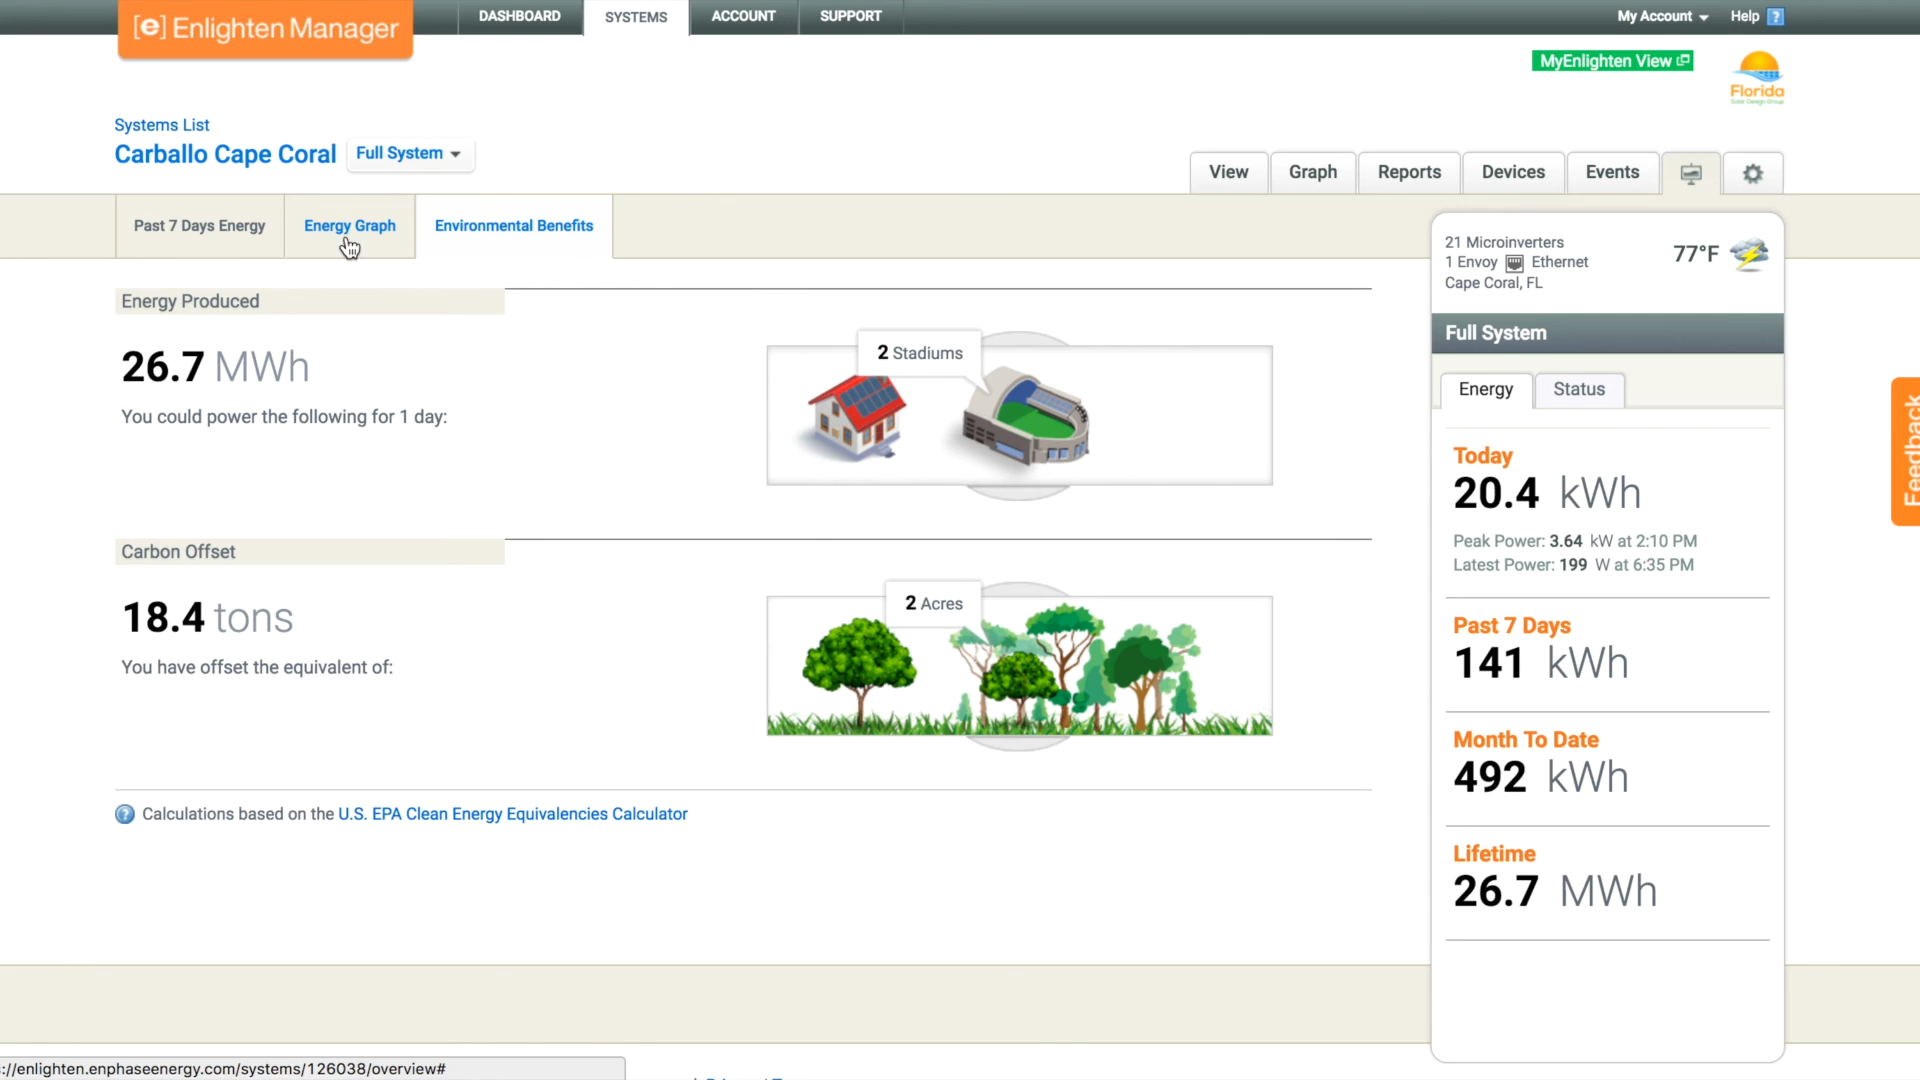 [e] Enlighten Manager
DASHBOARD
SYSTEMS
ACCOUNT
SUPPORT
My Account
Help ?
MyEnlighten View
Florida
Solar Design Group
Systems List
Carballo Cape Coral
Full System
View
Graph
Reports
Devices
Events
Past 7 Days Energy
Energy Graph
Environmental Benefits
21 Microinverters
1 Envoy Ethernet
Cape Coral, FL
77°F
Full System
Energy
Status
Energy Produced
26.7 MWh
You could power the following for 1 day:
2 Stadiums
Carbon Offset
18.4 tons
You have offset the equivalent of:
2 Acres
? Calculations based on the U.S. EPA Clean Energy Equivalencies Calculator
Today
20.4 kWh
Peak Power: 3.64 kW at 2:10 PM
Latest Power: 199 W at 6:35 PM
Past 7 Days
141 kWh
Month To Date
492 kWh
Lifetime
26.7 MWh
Feedback
://enlighten.enphaseenergy.com/systems/126038/overview#